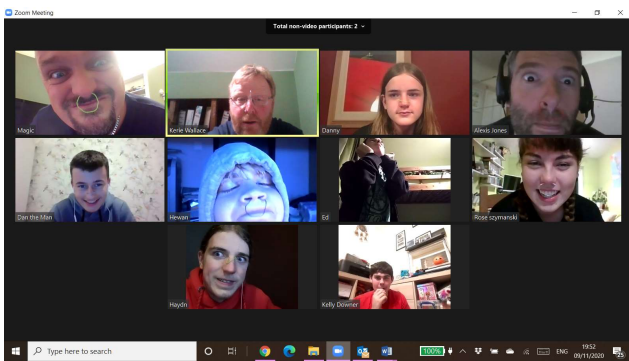 Zoom Meeting
Total non-video participants: 2
Magic
Kerie Wallace
Danny
Alexis Jones
Dan the Man
Hewan
Ed
Rose szymanski
Haydn
Kelly Downer
Type here to search
100%
ENG
19:52
09/11/2020
25